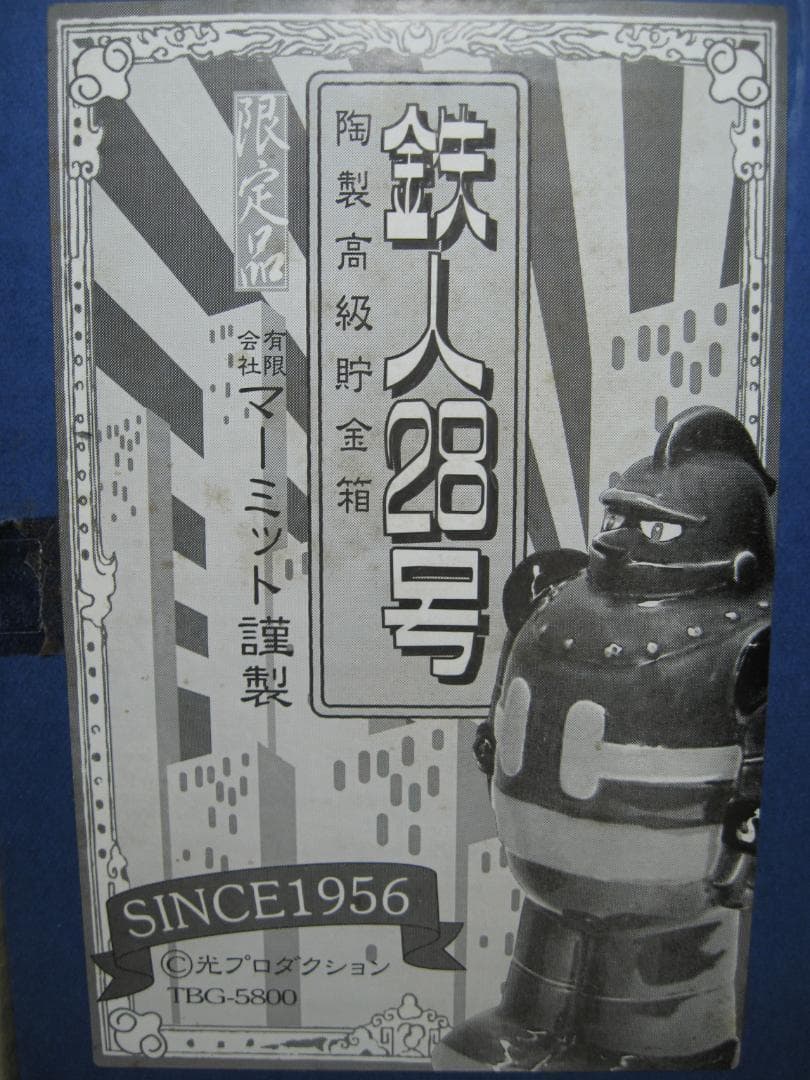 鉄人28号
陶製高級貯金箱
限定品
有限会社
マーミット謹製
SINCE1956
©光プロダクション
TBG-5800